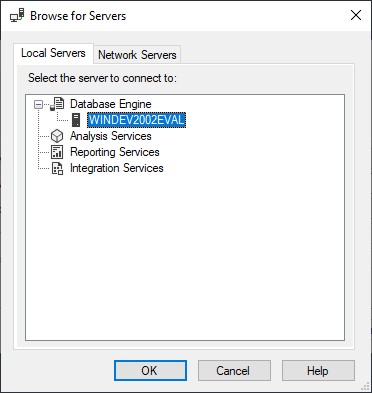 Browse for Servers
Local Servers
Network Servers
Select the server to connect to:
Database Engine
WINDEV2002EVAL
Analysis Services
Reporting Services
Integration Services
OK
Cancel
Help